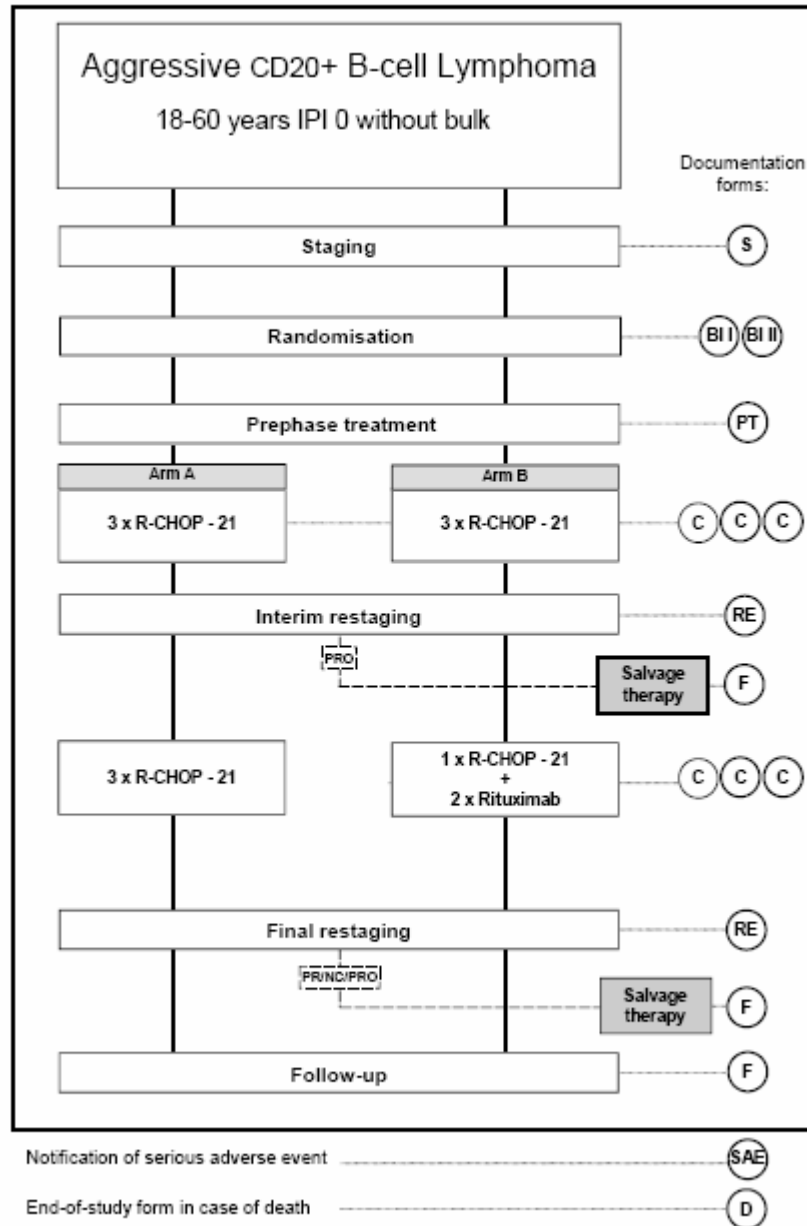 Aggressive CD20+ B-cell Lymphoma
18-60 years IPI 0 without bulk
Documentation
forms:
Staging
S
Randomisation
BI I
BI II
Prephase treatment
PT
Arm A
Arm B
3 x R-CHOP - 21
3 x R-CHOP - 21
C
C
C
Interim restaging
RE
PRO
Salvage
therapy
F
3 x R-CHOP - 21
1 x R-CHOP - 21
+
2 x Rituximab
C
C
C
Final restaging
RE
PR/NC/PRO
Salvage
therapy
F
Follow-up
F
Notification of serious adverse event
SAE
End-of-study form in case of death
D